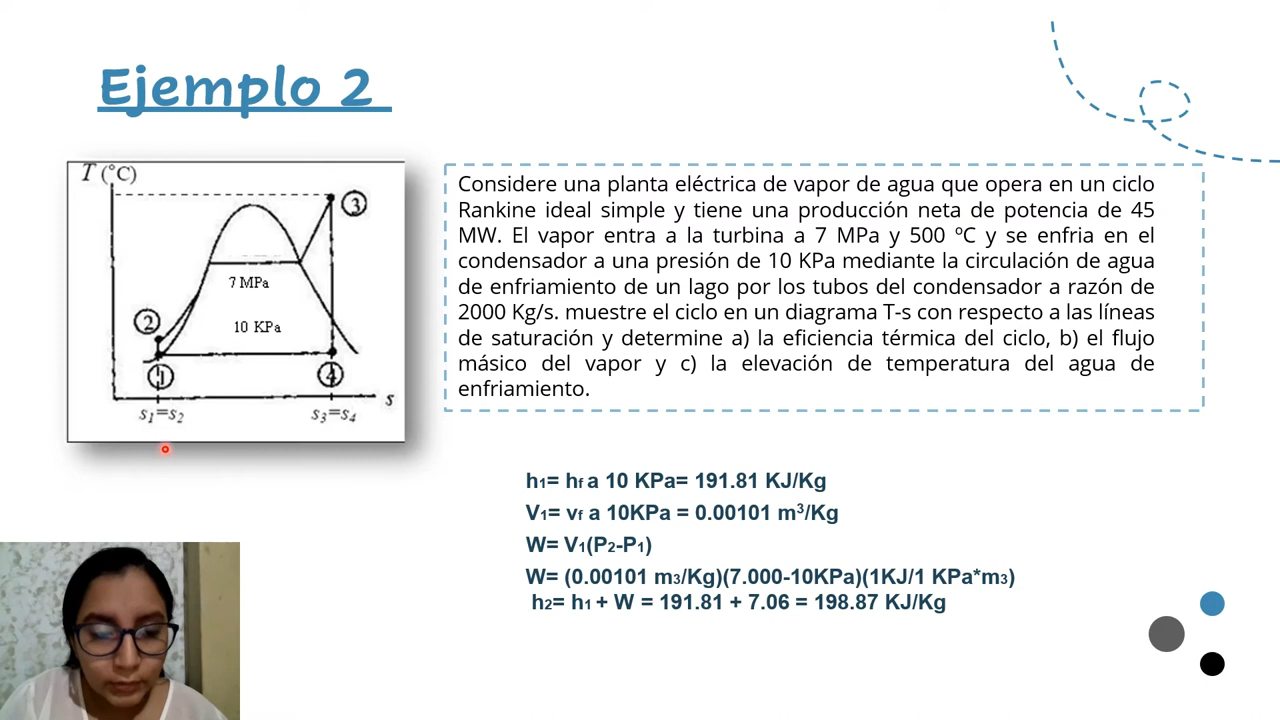 Ejemplo 2
T (°C)
3
7 MPa
2
10 KPa
1
4
s
s1=s2
s3=s4
Considere una planta eléctrica de vapor de agua que opera en un ciclo
Rankine ideal simple y tiene una producción neta de potencia de 45
MW. El vapor entra a la turbina a 7 MPa y 500 ºC y se enfria en el
condensador a una presión de 10 KPa mediante la circulación de agua
de enfriamiento de un lago por los tubos del condensador a razón de
2000 Kg/s. muestre el ciclo en un diagrama T-s con respecto a las líneas
de saturación y determine a) la eficiencia térmica del ciclo, b) el flujo
másico del vapor y c) la elevación de temperatura del agua de
enfriamiento.
h1= hf a 10 KPa= 191.81 KJ/Kg
V1= vf a 10KPa = 0.00101 m³/Kg
W= V1(P2-P1)
W= (0.00101 m3/Kg)(7.000-10KPa)(1KJ/1 KPa*m3)
h2= h1 + W = 191.81 + 7.06 = 198.87 KJ/Kg